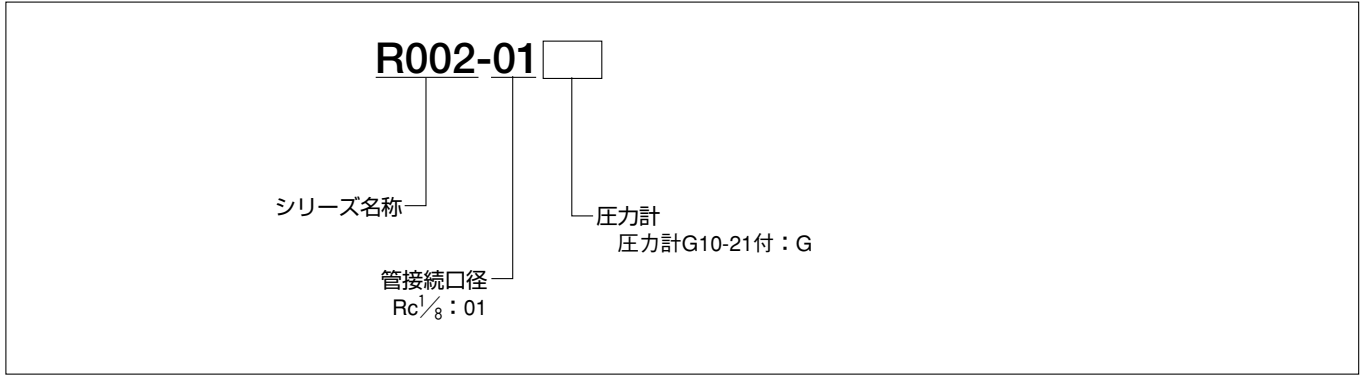 R002-01
シリーズ名称
圧力計
圧力計G10-21付：G
管接続口径
Rc1/8：01